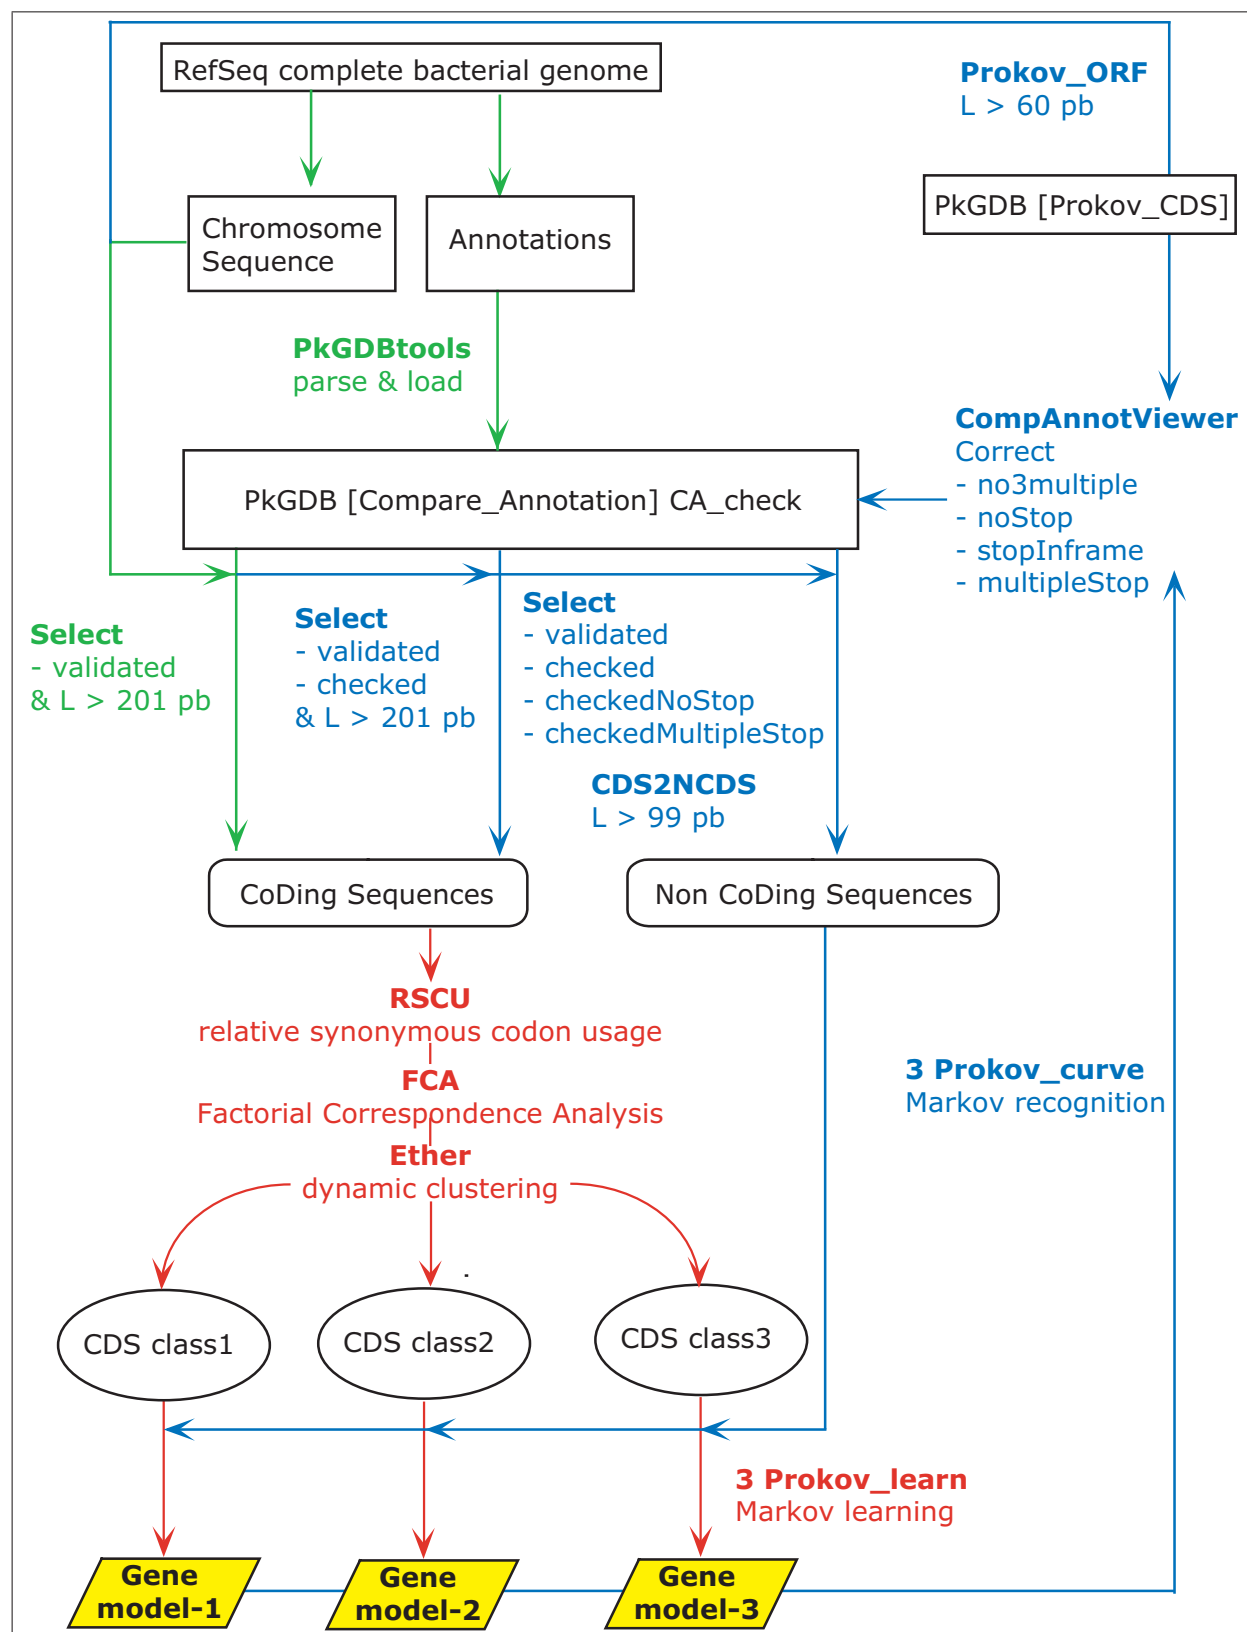 RefSeq complete bacterial genome
Prokov_ORF
L > 60 pb
Chromosome
Sequence
Annotations
PkGDB [Prokov_CDS]
PkGDBtools
parse & load
CompAnnotViewer
Correct
- no3multiple
- noStop
- stopInframe
- multipleStop
PkGDB [Compare_Annotation] CA_check
Select
- validated
& L > 201 pb
Select
- validated
- checked
& L > 201 pb
Select
- validated
- checked
- checkedNoStop
- checkedMultipleStop
CDS2NCDS
L > 99 pb
CoDing Sequences
Non CoDing Sequences
RSCU
relative synonymous codon usage
FCA
Factorial Correspondence Analysis
Ether
dynamic clustering
3 Prokov_curve
Markov recognition
CDS class1
CDS class2
CDS class3
3 Prokov_learn
Markov learning
Gene
model-1
Gene
model-2
Gene
model-3